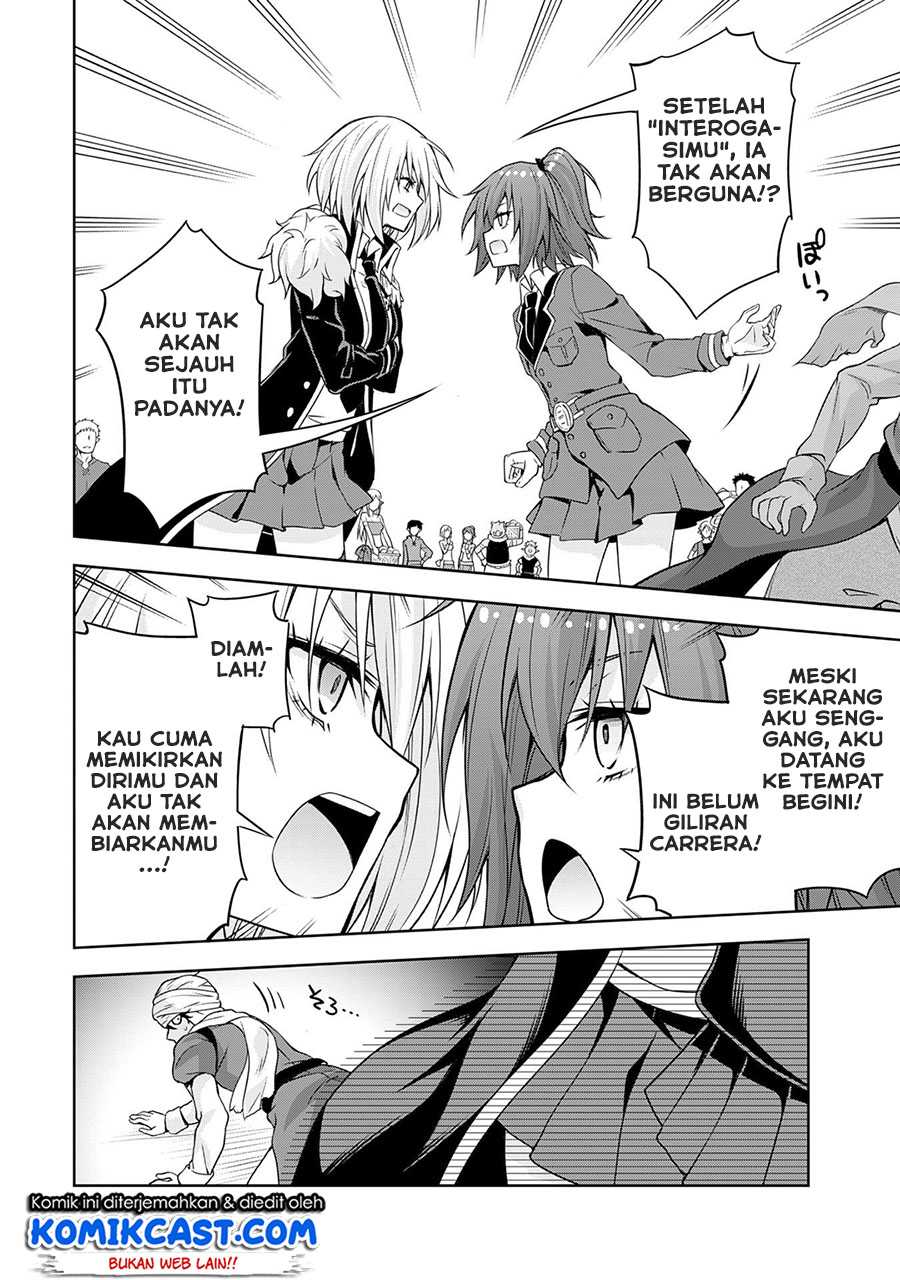 SETELAH
"INTEROGA-
SIMU", IA
TAK AKAN
BERGUNA!?
ぽいっ
AKU TAK
AKAN
SEJAUH
ITU
PADANYA!
MESKI
SEKARANG
AKU SENG-
GANG, AKU
DATANG
KE TEMPAT
BEGINI!
INI BELUM
GILIRAN
CARRERA!
DIAM-
LAH!
KAU CUMA
MEMIKIRKAN
DIRIMU DAN
AKU TAK
AKAN MEM-
BIARKANMU
...!
そろ...
Komik ini diterjemahkan & diedit oleh
KOMIKCAST.COM
BUKAN WEB LAIN!!